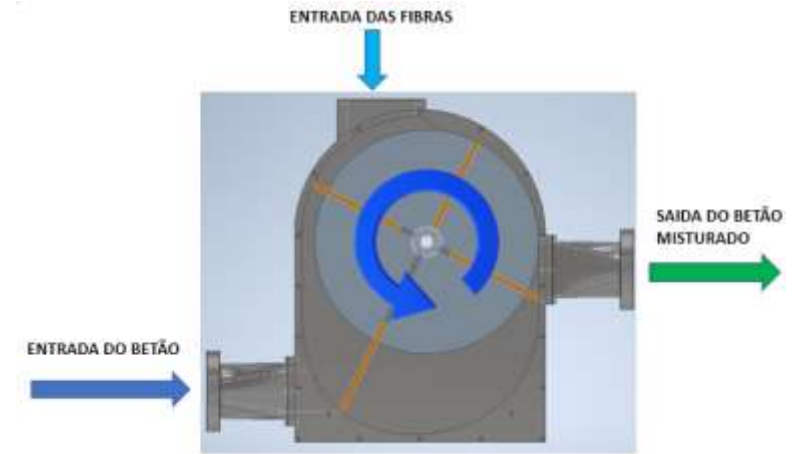 ENTRADA DAS FIBRAS
SAIDA DO BETÃO
MISTURADO
ENTRADA DO BETÃO